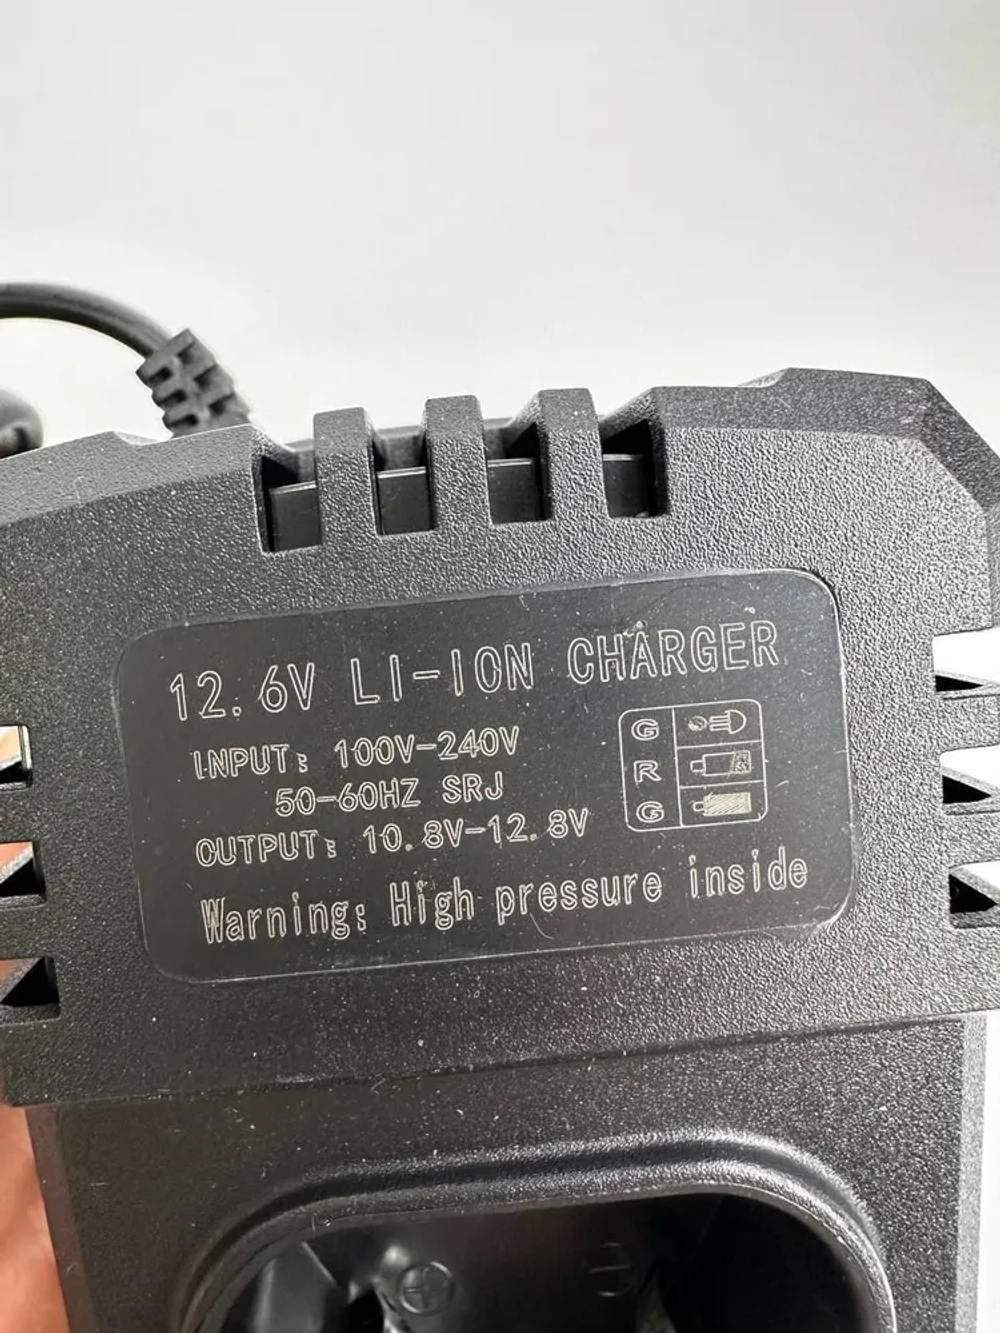 12.6V LI-ION CHARGER
INPUT: 100V-240V
50-60HZ SRJ
OUTPUT: 10.8V-12.8V
Warning: High pressure inside
G
R
G